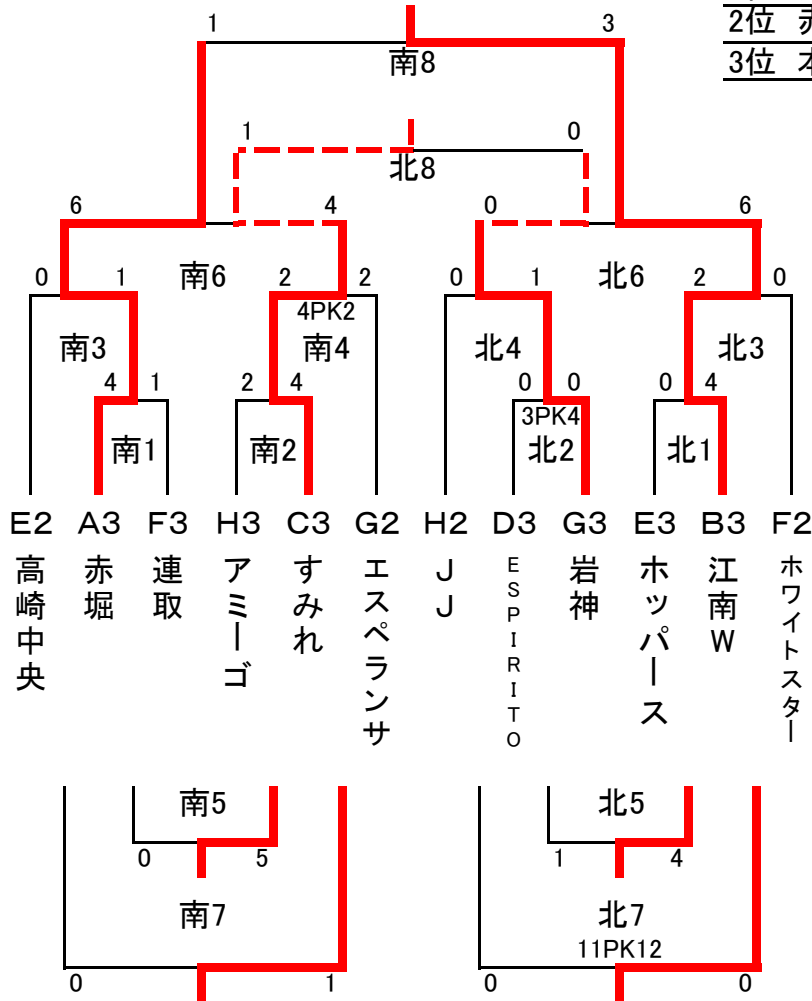 1 3
2位
南8
3位
1 0
北8
6 4 0 6
南6 北6
0 1 2 2 0 1 2 0
4PK2
南3 南4 北4 北3
4 1 2 4 0 0 0 4
3PK4
南1 南2 北2 北1
E2 A3 F3 H3 C3 G2 H2 D3 G3 E3 B3 F2
高崎中央
赤堀
連取
アミーゴ
すみれ
エスペランサ
JJ
ESPIRITO
岩神
ホッパース
江南W
ホワイトスター
南5 北5
0 5 1 4
南7 北7
11PK12
0 1 0 0